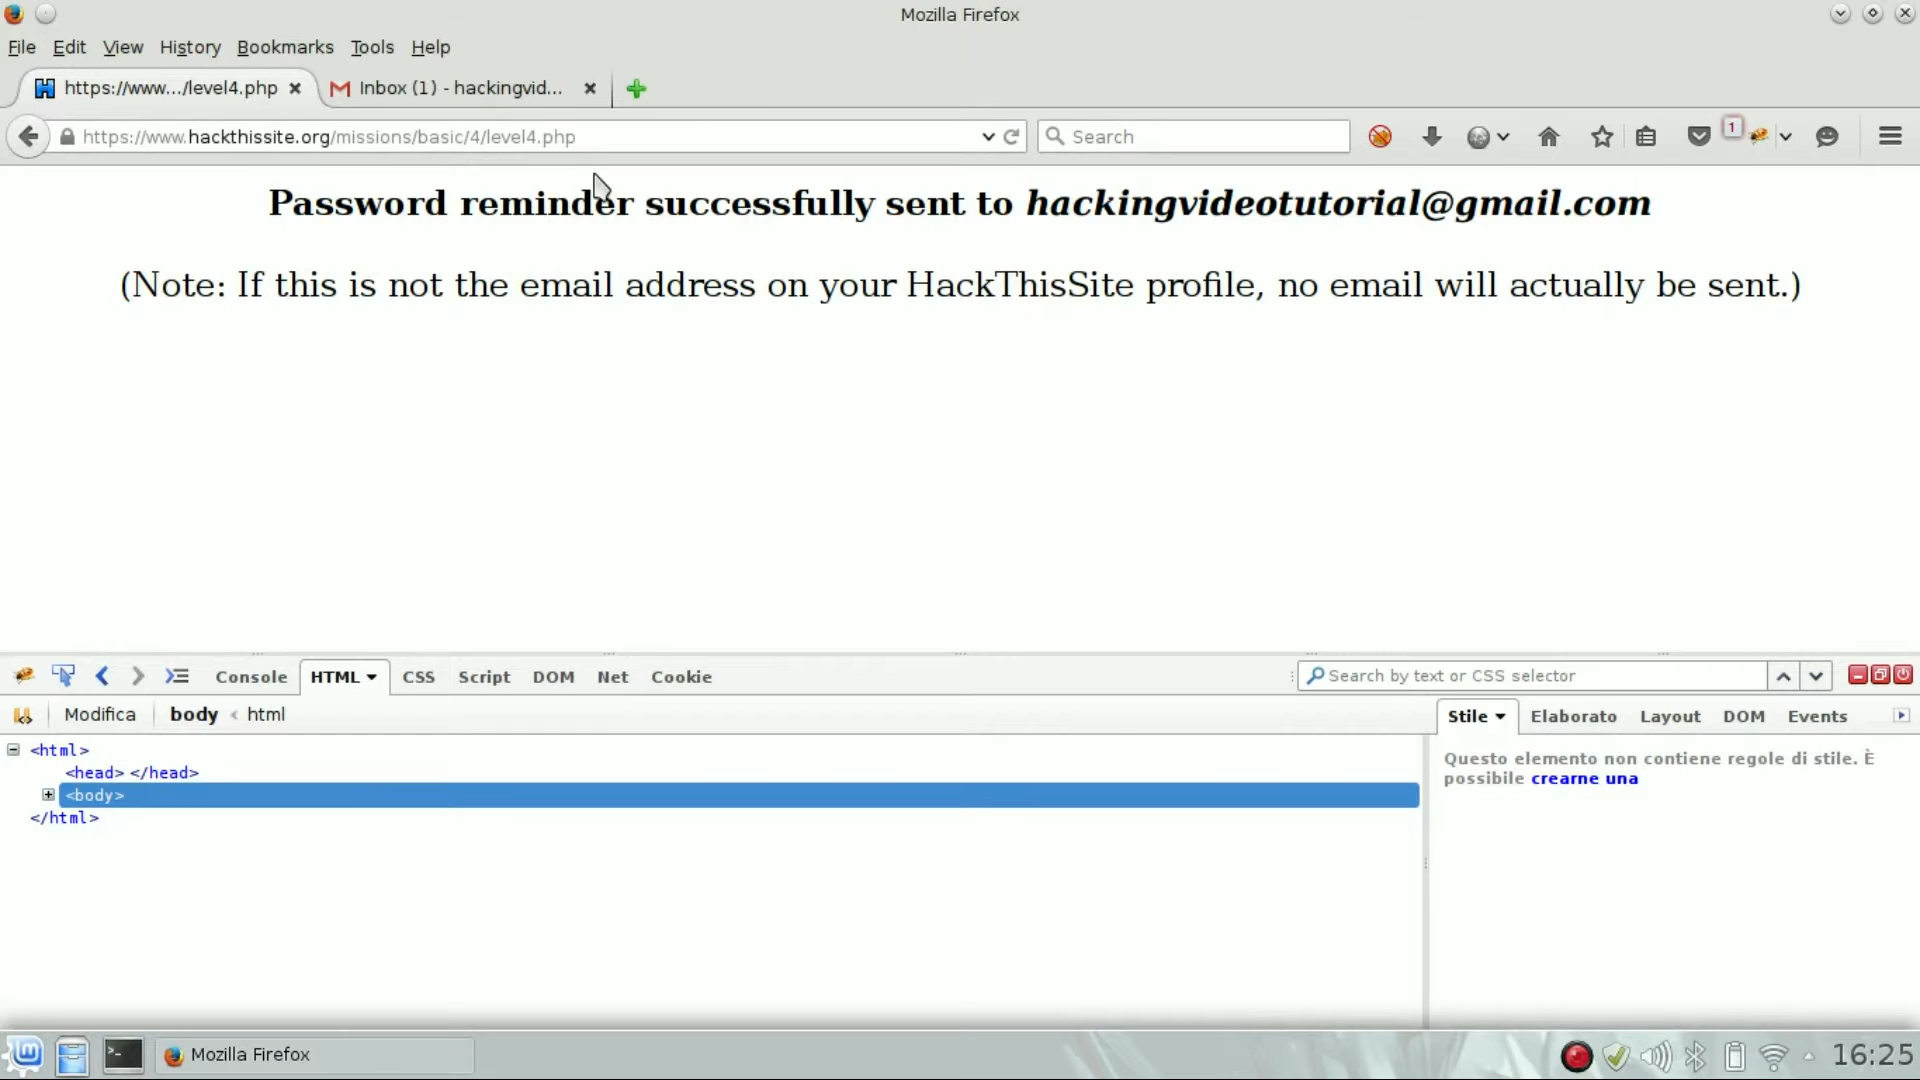 Mozilla Firefox
File Edit View History Bookmarks Tools Help
https://www.../level4.php
Inbox (1) - hackingvid...
https://www.hackthissite.org/missions/basic/4/level4.php
Search
1
Password reminder successfully sent to hackingvideotutorial@gmail.com
(Note: If this is not the email address on your HackThisSite profile, no email will actually be sent.)
Console HTML CSS Script DOM Net Cookie
Search by text or CSS selector
Modifica body < html
Stile Elaborato Layout DOM Events
<html>
<head> </head>
<body>
</html>
Questo elemento non contiene regole di stile. È
possibile crearne una
Mozilla Firefox
16:25